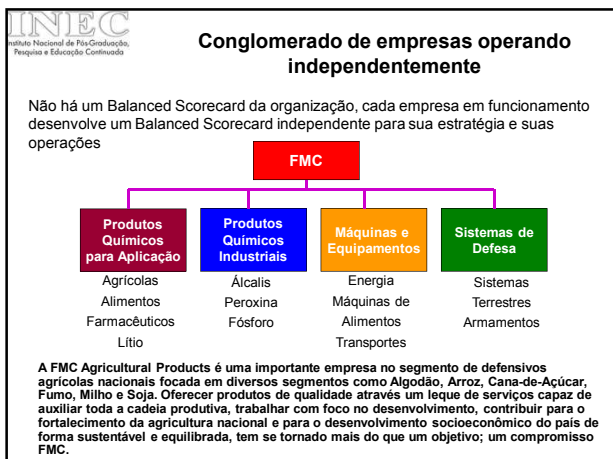 INEC
Instituto Nacional de Pós-Graduação,
Pesquisa e Educação Continuada
Conglomerado de empresas operando
independentemente
Não há um Balanced Scorecard da organização, cada empresa em funcionamento
desenvolve um Balanced Scorecard independente para sua estratégia e suas
operações
FMC
Produtos
Químicos
para Aplicação
Agrícolas
Alimentos
Farmacêuticos
Lítio
Produtos
Químicos
Industriais
Álcalis
Peroxina
Fósforo
Máquinas e
Equipamentos
Energia
Máquinas de
Alimentos
Transportes
Sistemas de
Defesa
Sistemas
Terrestres
Armamentos
A FMC Agricultural Products é uma importante empresa no segmento de defensivos
agrícolas nacionais focada em diversos segmentos como Algodão, Arroz, Cana-de-Açúcar,
Fumo, Milho e Soja. Oferecer produtos de qualidade através um leque de serviços capaz de
auxiliar toda a cadeia produtiva, trabalhar com foco no desenvolvimento, contribuir para o
fortalecimento da agricultura nacional e para o desenvolvimento socioeconômico do país de
forma sustentável e equilibrada, tem se tornado mais do que um objetivo; um compromisso
FMC.